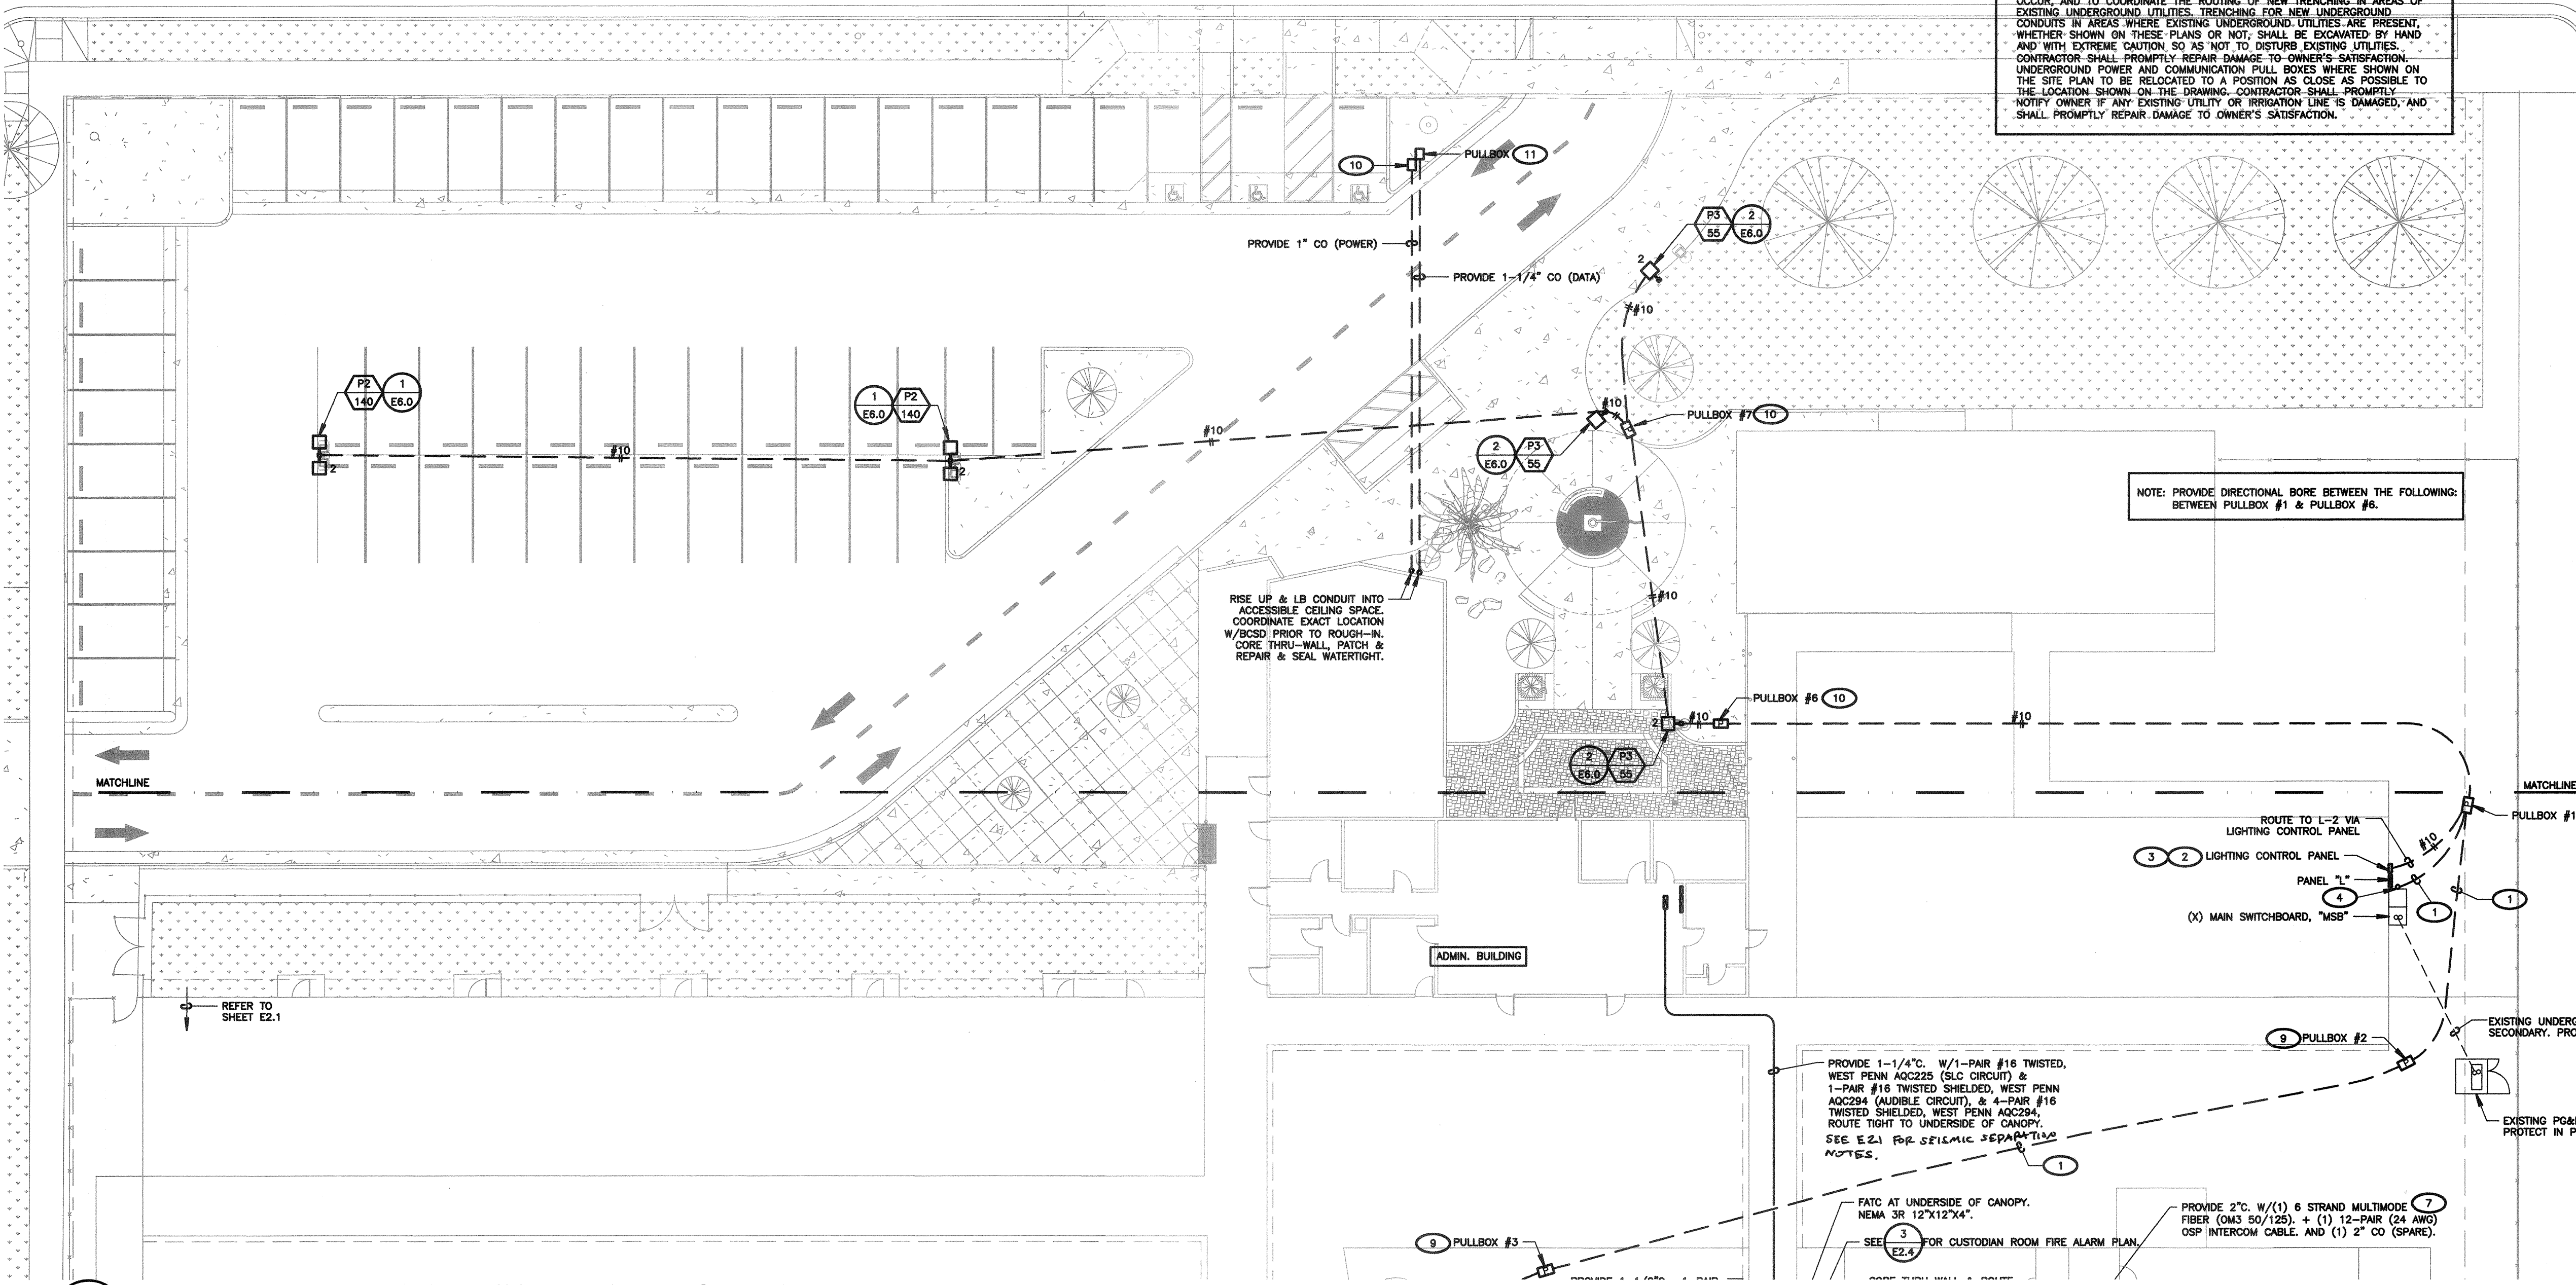 OCCUR, AND TO COORDINATE THE ROUTING OF NEW TRENCHING IN AREAS OF
EXISTING UNDERGROUND UTILITIES. TRENCHING FOR NEW UNDERGROUND
CONDUITS IN AREAS WHERE EXISTING UNDERGROUND UTILITIES ARE PRESENT,
WHETHER SHOWN ON THESE PLANS OR NOT, SHALL BE EXCAVATED BY HAND
AND WITH EXTREME CAUTION SO AS NOT TO DISTURB EXISTING UTILITIES.
CONTRACTOR SHALL PROMPTLY REPAIR DAMAGE TO OWNER'S SATISFACTION.
UNDERGROUND POWER AND COMMUNICATION PULL BOXES WHERE SHOWN ON
THE SITE PLAN TO BE RELOCATED TO A POSITION AS CLOSE AS POSSIBLE TO
THE LOCATION SHOWN ON THE DRAWING. CONTRACTOR SHALL PROMPTLY
NOTIFY OWNER IF ANY EXISTING UTILITY OR IRRIGATION LINE IS DAMAGED, AND
SHALL PROMPTLY REPAIR DAMAGE TO OWNER'S SATISFACTION.
PULLBOX 11
10
P3 2
55 E6.0
2
PROVIDE 1" CO (POWER)
PROVIDE 1-1/4" CO (DATA)
#10
P2 1
140 E6.0
1 P2
E6.0 140
#10
PULLBOX #7 10
#10
#10
2
2
2 P3
E6.0 55
NOTE: PROVIDE DIRECTIONAL BORE BETWEEN THE FOLLOWING:
BETWEEN PULLBOX #1 & PULLBOX #6.
#10
RISE UP & LB CONDUIT INTO
ACCESSIBLE CEILING SPACE.
COORDINATE EXACT LOCATION
W/BCSD PRIOR TO ROUGH-IN.
CORE THRU-WALL, PATCH &
REPAIR & SEAL WATERTIGHT.
PULLBOX #6 10
2
#10
#10
2 P3
E6.0 55
MATCHLINE
MATCHLINE
PULLBOX #1
ROUTE TO L-2 VIA
LIGHTING CONTROL PANEL
#10
3 2 LIGHTING CONTROL PANEL
PANEL "L"
4
1
1
(X) MAIN SWITCHBOARD, "MSB"
ADMIN. BUILDING
REFER TO
SHEET E2.1
EXISTING UNDERG
SECONDARY. PRO
9 PULLBOX #2
PROVIDE 1-1/4"C. W/1-PAIR #16 TWISTED,
WEST PENN AQC225 (SLC CIRCUIT) &
1-PAIR #16 TWISTED SHIELDED, WEST PENN
AQC294 (AUDIBLE CIRCUIT), & 4-PAIR #16
TWISTED SHIELDED, WEST PENN AQC294,
ROUTE TIGHT TO UNDERSIDE OF CANOPY.
SEE E2.1 FOR SEISMIC SEPARATION
NOTES.
EXISTING PG&
PROTECT IN P
1
FATC AT UNDERSIDE OF CANOPY.
NEMA 3R 12"X12"X4".
PROVIDE 2"C. W/(1) 6 STRAND MULTIMODE 7
FIBER (OM3 50/125). + (1) 12-PAIR (24 AWG)
OSP INTERCOM CABLE. AND (1) 2" CO (SPARE).
SEE 3 FOR CUSTODIAN ROOM FIRE ALARM PLAN.
E2.4
9 PULLBOX #3